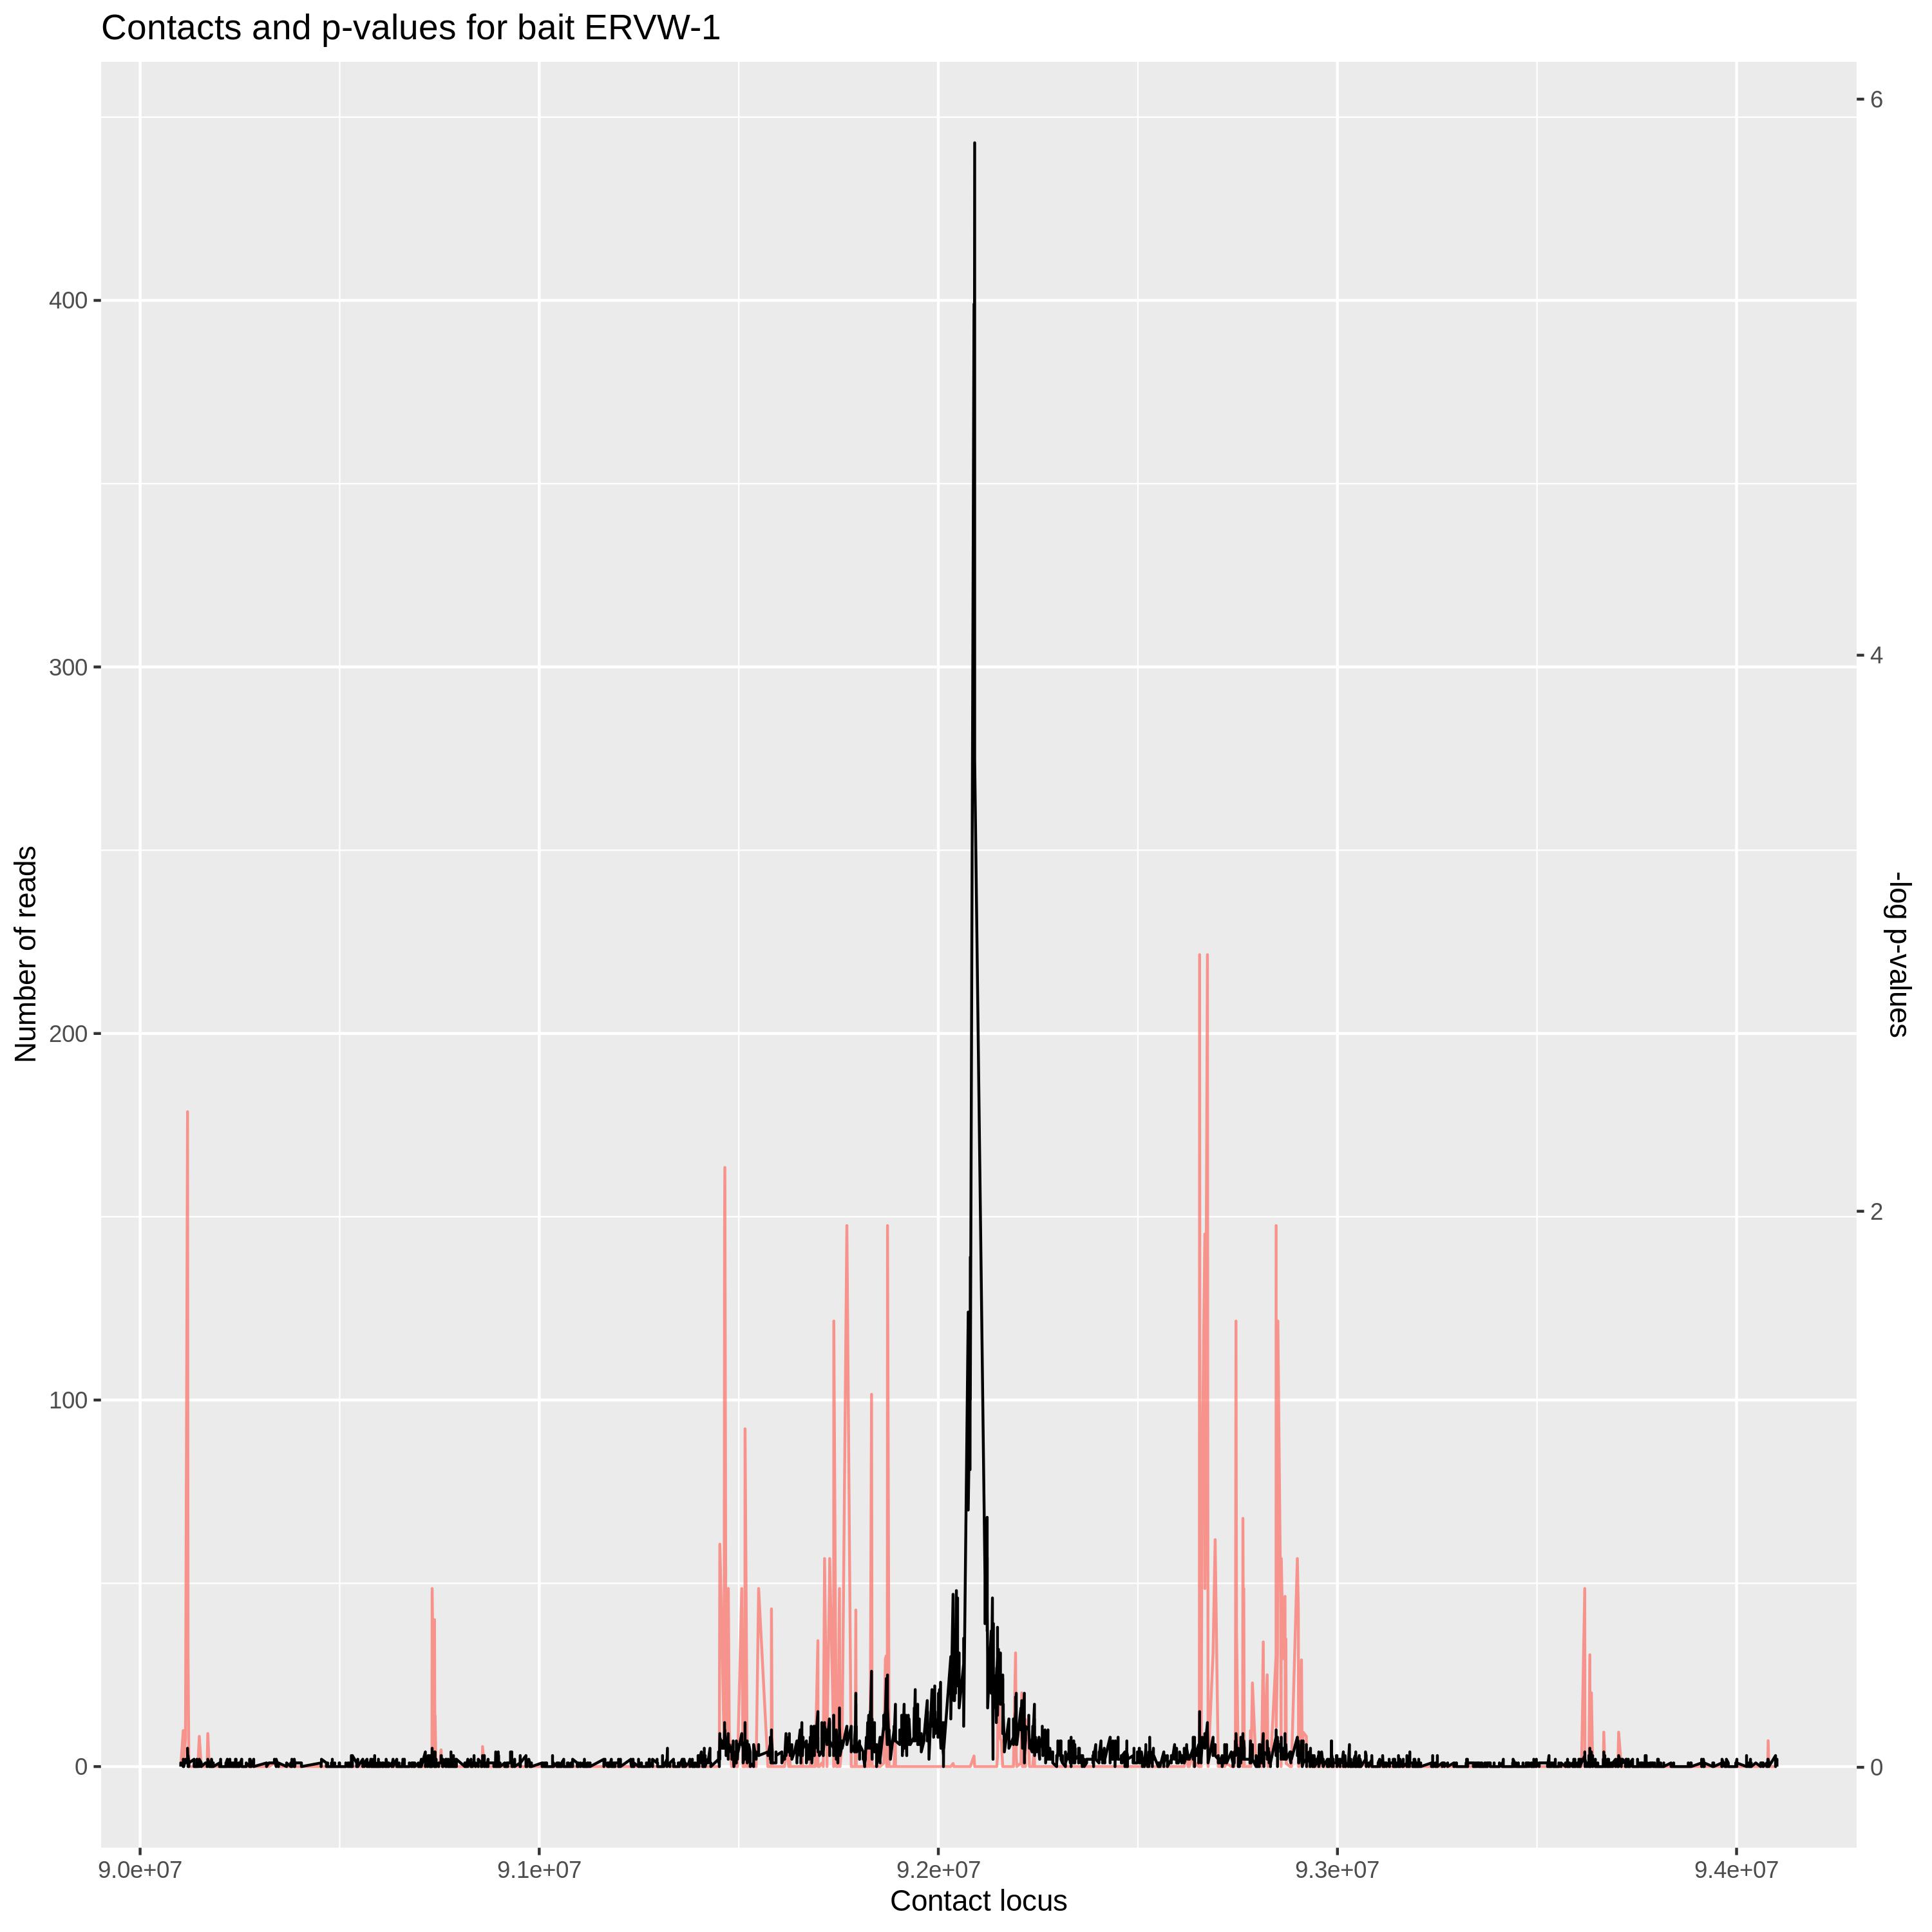 Contacts and p-values for bait ERVW-1
6
400
300
4
Number of reads
-log p-values
200
2
100
0
0
9.0e+07
9.1e+07
9.2e+07
9.3e+07
9.4e+07
Contact locus